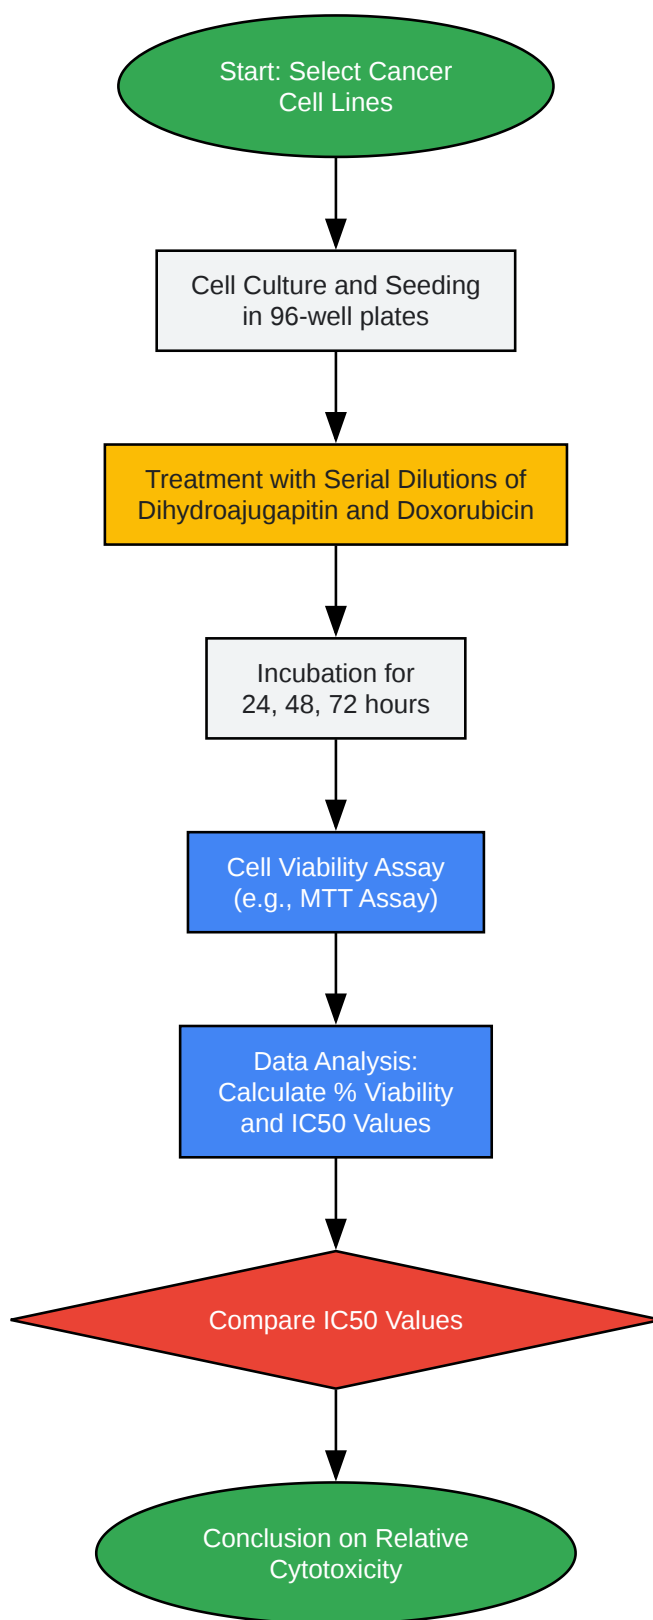 Start: Select Cancer
Cell Lines
Cell Culture and Seeding
in 96-well plates
Treatment with Serial Dilutions of
Dihydroajugapitin and Doxorubicin
Incubation for
24, 48, 72 hours
Cell Viability Assay
(e.g., MTT Assay)
Data Analysis:
Calculate % Viability
and IC50 Values
Compare IC50 Values
Conclusion on Relative
Cytotoxicity